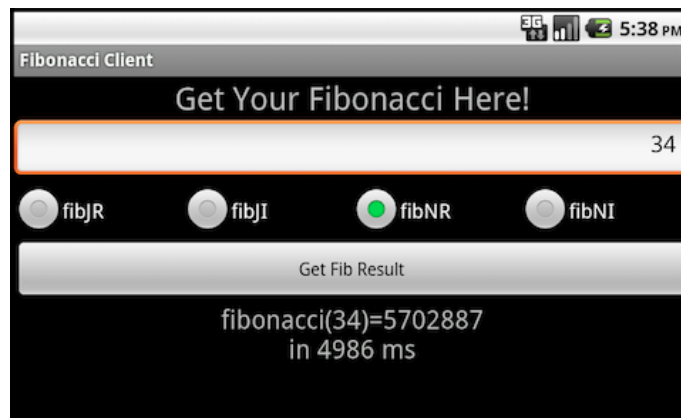 3G 5:38 PM
Fibonacci Client
Get Your Fibonacci Here!
34
fibJR fibJI fibNR fibNI
Get Fib Result
fibonacci(34)=5702887
in 4986 ms